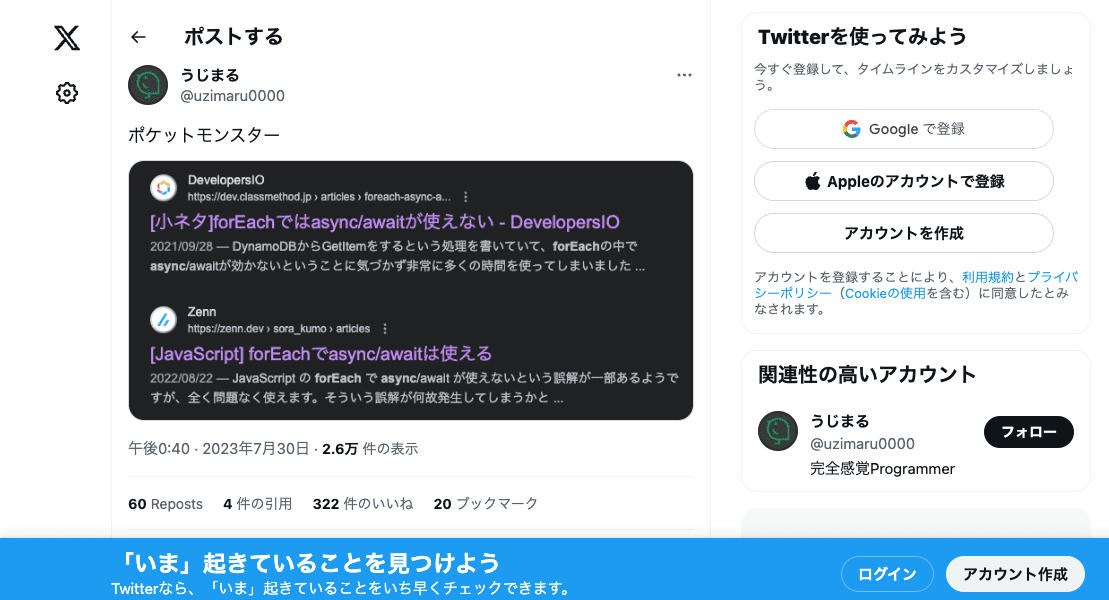 ポストする
うじまる
@uzimaru0000
ポケットモンスター
DevelopersIO
https://dev.classmethod.jp › articles › foreach-async-a...
[小ネタ]forEachではasync/awaitが使えない - DevelopersIO
2021/09/28 — DynamoDBからGetItemをするという処理を書いていて、forEachの中で
async/awaitが効かないということに気づかず非常に多くの時間を使ってしまいました ...
Zenn
https://zenn.dev › sora_kumo › articles
[JavaScript] forEachでasync/awaitは使える
2022/08/22 — JavaScrript の forEach で async/await が使えないという誤解が一部あるようで
すが、全く問題なく使えます。そういう誤解が何故発生してしまうかと ...
午後0:40 · 2023年7月30日 · 2.6万 件の表示
60 Reposts 4 件の引用 322 件のいいね 20 ブックマーク
Twitterを使ってみよう
今すぐ登録して、タイムラインをカスタマイズしましょ
う。
Google で登録
Appleのアカウントで登録
アカウントを作成
アカウントを登録することにより、利用規約とプライバ
シーポリシー（Cookieの使用を含む）に同意したとみ
なされます。
関連性の高いアカウント
うじまる
@uzimaru0000
フォロー
完全感覚Programmer
「いま」起きていることを見つけよう
Twitterなら、「いま」起きていることをいち早くチェックできます。
ログイン
アカウント作成